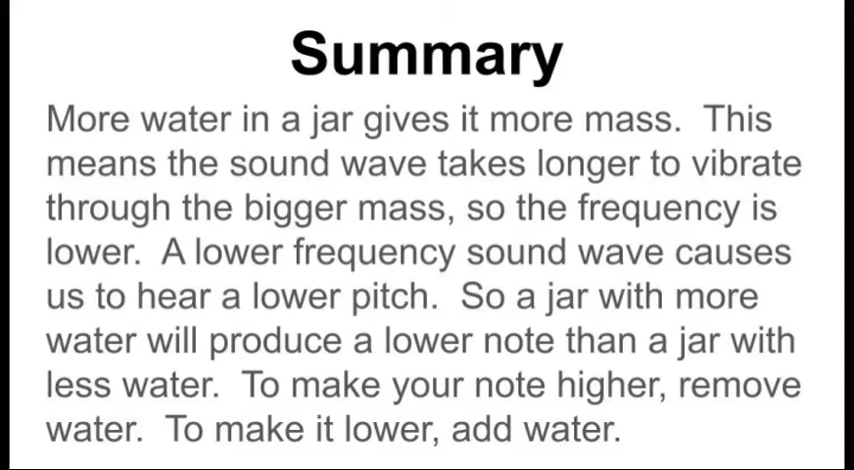 Summary
More water in a jar gives it more mass.  This
means the sound wave takes longer to vibrate
through the bigger mass, so the frequency is
lower.  A lower frequency sound wave causes
us to hear a lower pitch.  So a jar with more
water will produce a lower note than a jar with
less water.  To make your note higher, remove
water.  To make it lower, add water.